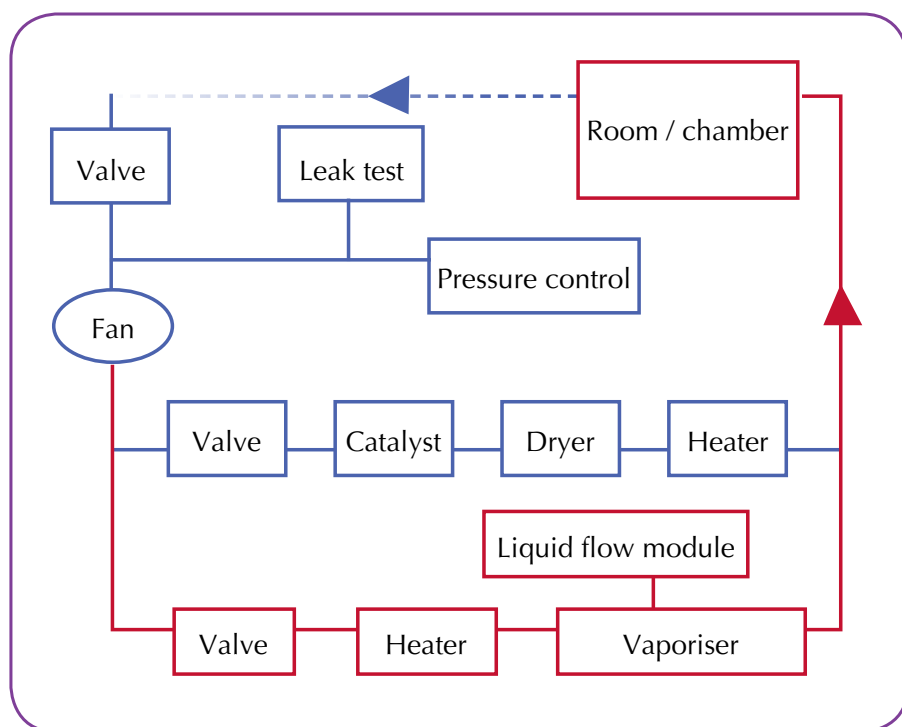 Room / chamber
Valve
Leak test
Pressure control
Fan
Valve
Catalyst
Dryer
Heater
Liquid flow module
Valve
Heater
Vaporiser